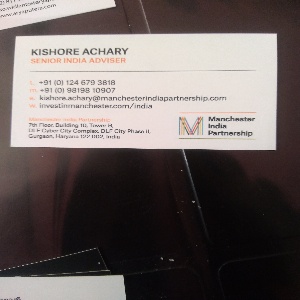 KISHORE ACHARY
SENIOR INDIA ADVISER
+91 (0) 124 679 3818
+91 (0) 98198 10907
kishore.achary@manchesterindiapartnership.com
investinmanchester.com/india
Manchester India Partnership
7th Floor, Building 10, Tower B,
DLF Cyber City Complex, DLF City Phase II,
Gurgaon, Haryana 122 002, India
Manchester
India
Partnership